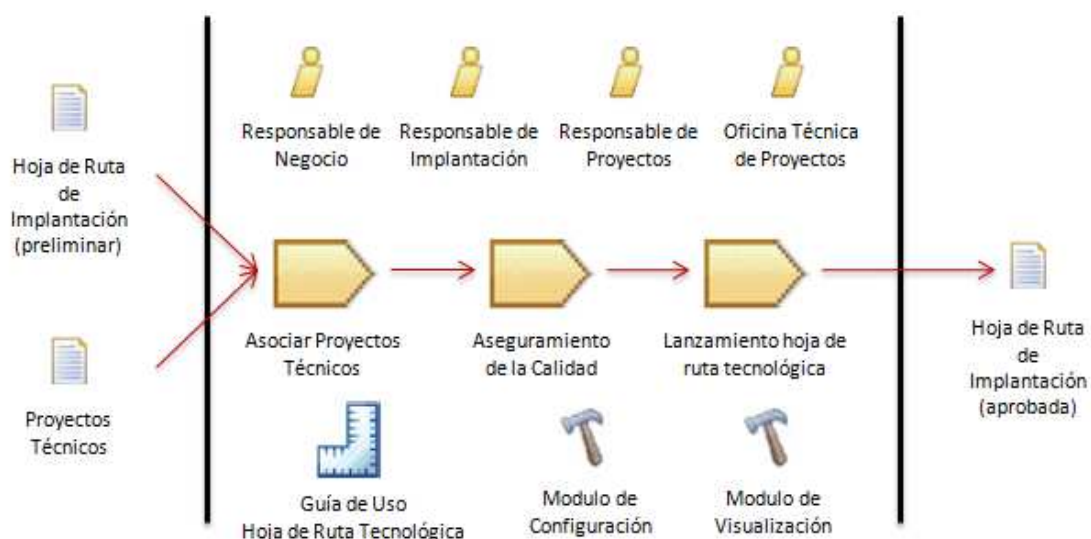 Responsable de
Negocio
Responsable de
Implantación
Responsable de
Proyectos
Oficina Técnica
de Proyectos
Hoja de Ruta
de
Implantación
(preliminar)
Proyectos
Técnicos
Asociar Proyectos
Técnicos
Aseguramiento
de la Calidad
Lanzamiento hoja de
ruta tecnológica
Guía de Uso
Hoja de Ruta Tecnológica
Modulo de
Configuración
Modulo de
Visualización
Hoja de Ruta
de
Implantación
(aprobada)